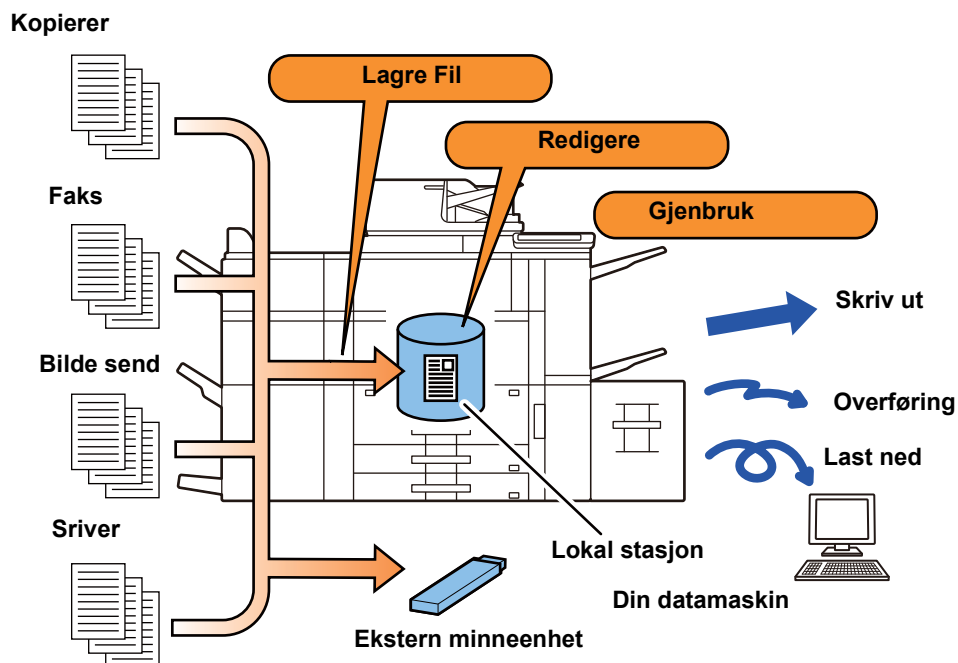 Kopierer
Lagre Fil
Redigere
Faks
Gjenbruk
Skriv ut
Bilde send
Overføring
Last ned
Sriver
Lokal stasjon
Din datamaskin
Ekstern minneenhet